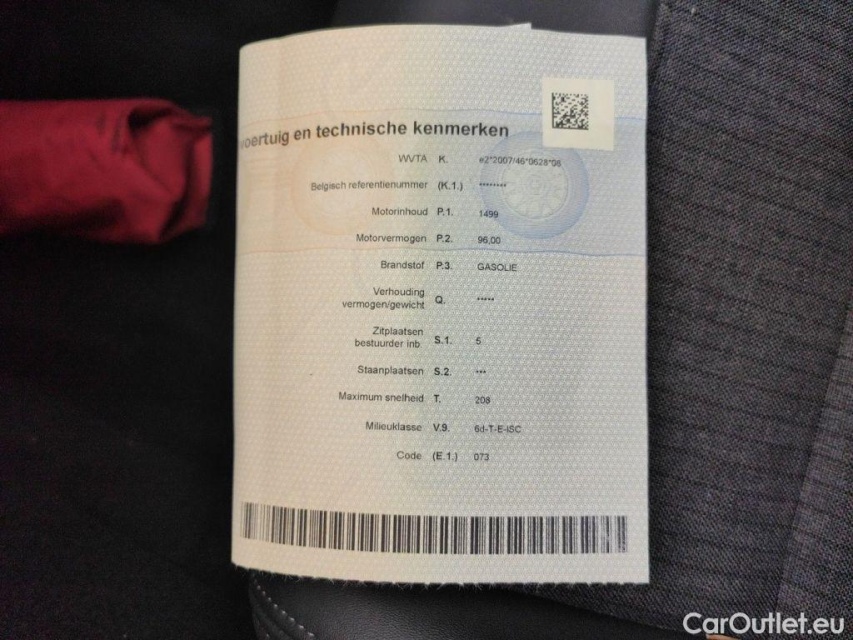 voertuig en technische kenmerken
WVTA K. e2*2007/46*0628*08
Belgisch referentienummer (K.1.) ********
Motorinhoud P.1. 1499
Motorvermogen P.2. 96,00
Brandstof P.3. GASOLIE
Verhouding
vermogen/gewicht Q. *****
Zitplaatsen
bestuurder inb. S.1. 5
Staanplaatsen S.2. ***
Maximum snelheid T. 208
Milieuklasse V.9. 6d-T-E-ISC
Code (E.1.) 073
CarOutlet.eu